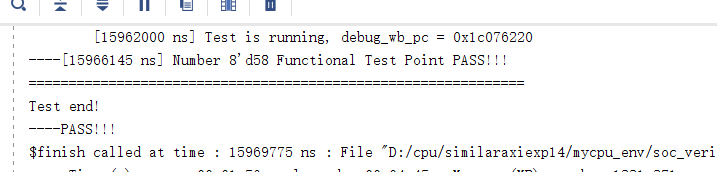 [15962000 ns] Test is running, debug_wb_pc = 0x1c076220
----[15966145 ns] Number 8'd58 Functional Test Point PASS!!!
==============================================================
Test end!
----PASS!!!
$finish called at time : 15969775 ns : File "D:/cpu/similaraxiexp14/mycpu_env/soc_veri